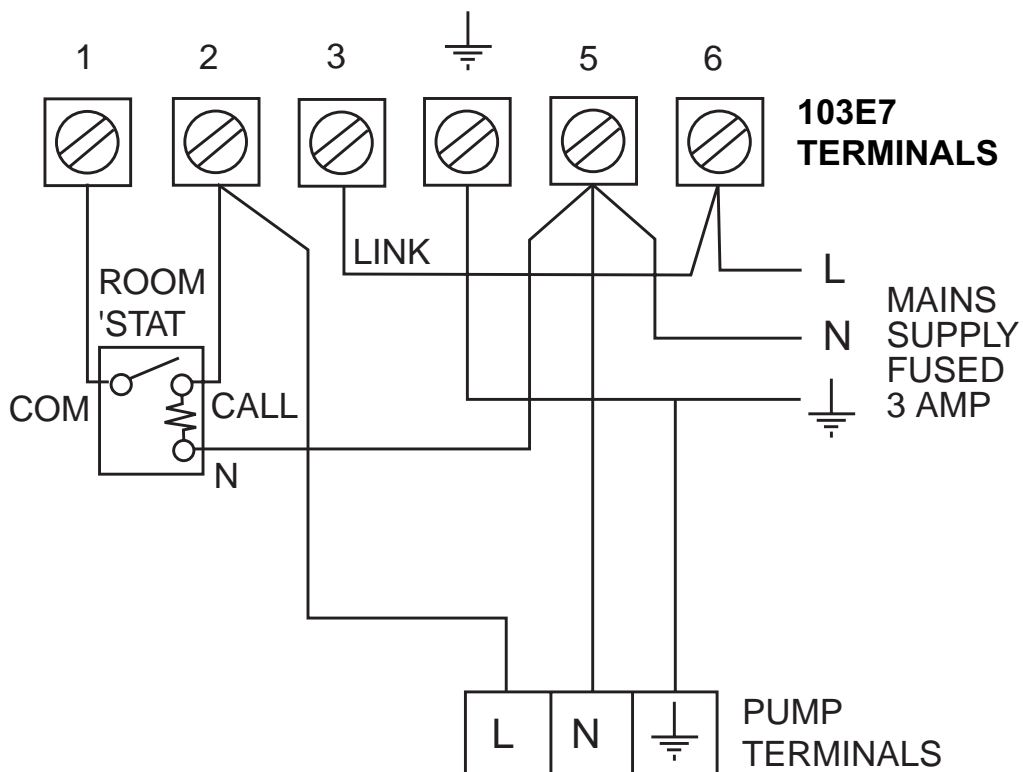 1
2
3
5
6
103E7
TERMINALS
LINK
L
ROOM
'STAT
MAINS
N
SUPPLY
FUSED
COM
CALL
3 AMP
N
L
N
PUMP
TERMINALS